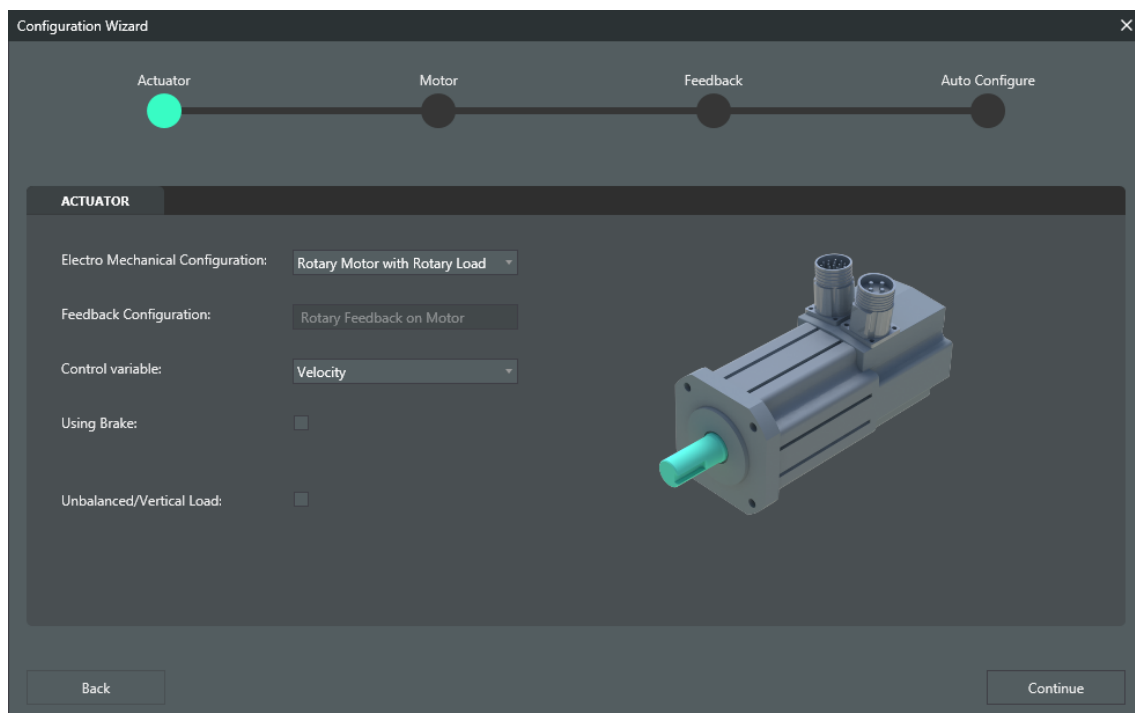 Configuration Wizard
Actuator
Motor
Feedback
Auto Configure
ACTUATOR
Electro Mechanical Configuration:
Rotary Motor with Rotary Load
Feedback Configuration:
Rotary Feedback on Motor
Control variable:
Velocity
Using Brake:
Unbalanced/Vertical Load:
Back
Continue